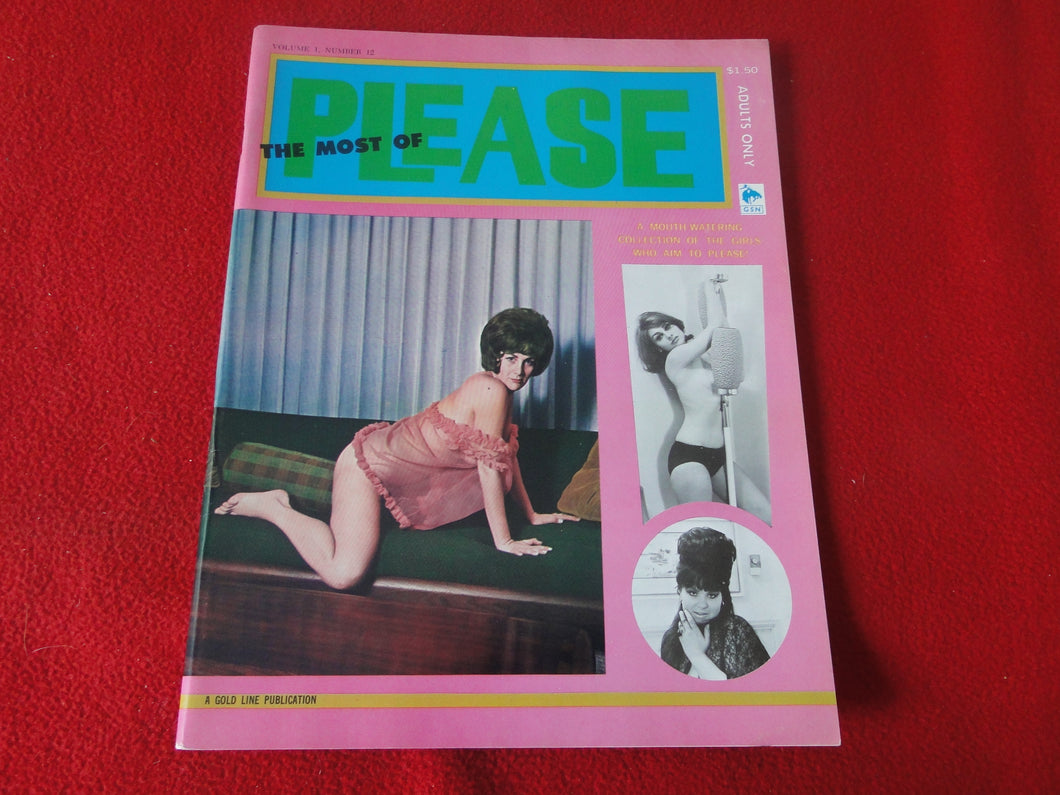 VOLUME 1, NUMBER 12
$1.50
PLEASE
THE MOST OF
ADULTS ONLY
GSN
A MOUTH WATERING
COLLECTION OF THE GIRLS
WHO AIM TO PLEASE!
A GOLD LINE PUBLICATION